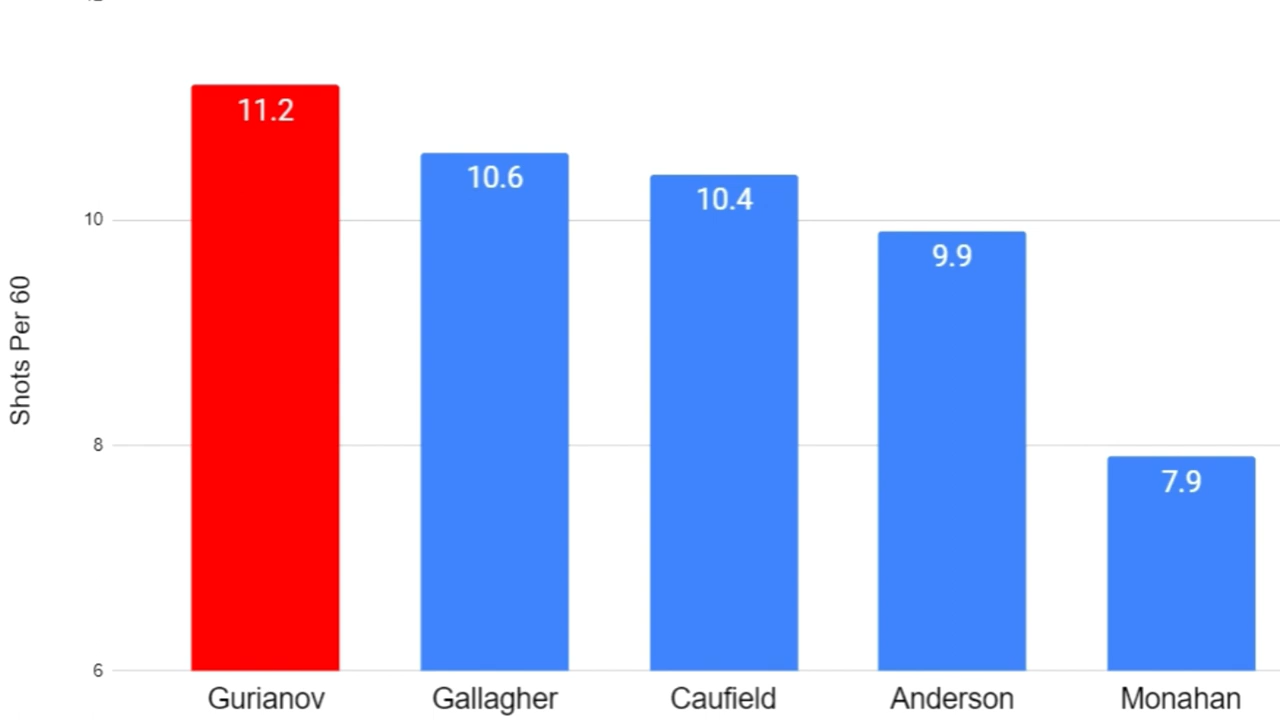 11.2
10.6
10.4
10
9.9
Shots Per 60
8
7.9
6
Gurianov
Gallagher
Caufield
Anderson
Monahan